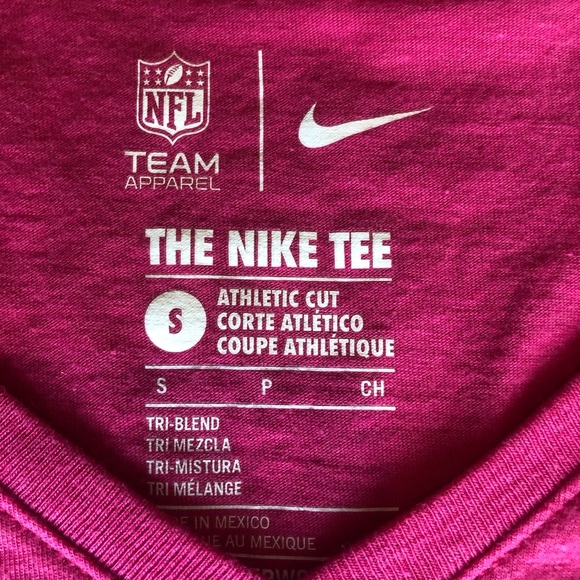 NFL
TEAM
APPAREL
THE NIKE TEE
S
ATHLETIC CUT
CORTE ATLÉTICO
COUPE ATHLÉTIQUE
S P CH
TRI-BLEND
TRI MEZCLA
TRI-MISTURA
TRI MÉLANGE
IN MEXICO
AU MEXIQUE